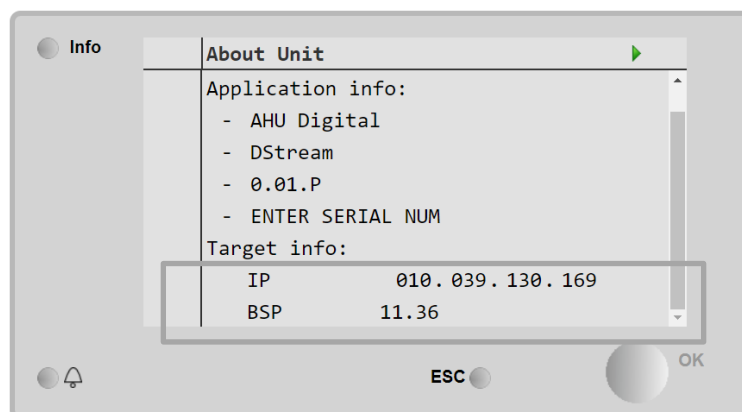 Info
About Unit
Application info:
- AHU Digital
- DStream
- 0.01.P
- ENTER SERIAL NUM
Target info:
IP 010.039.130.169
BSP 11.36
ESC
OK